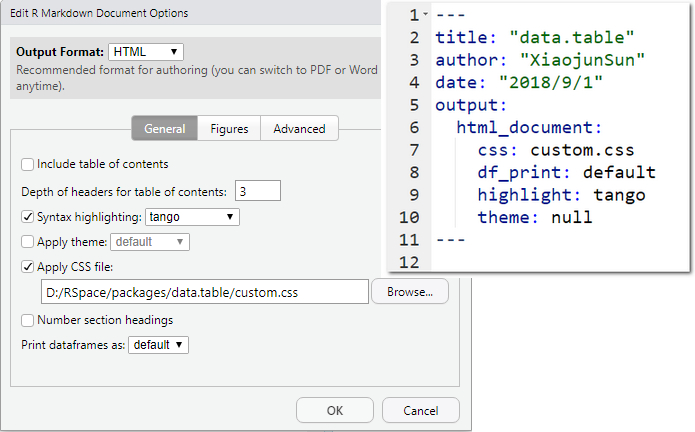 Edit R Markdown Document Options
Output Format: HTML
Recommended format for authoring (you can switch to PDF or Word
anytime).
General Figures Advanced
Include table of contents
Depth of headers for table of contents: 3
Syntax highlighting: tango
Apply theme: default
Apply CSS file:
D:/RSpace/packages/data.table/custom.css Browse...
Number section headings
Print dataframes as: default
OK Cancel
1 ---
2 title: "data.table"
3 author: "XiaojunSun"
4 date: "2018/9/1"
5 output:
6 html_document:
7 css: custom.css
8 df_print: default
9 highlight: tango
10 theme: null
11 ---
12